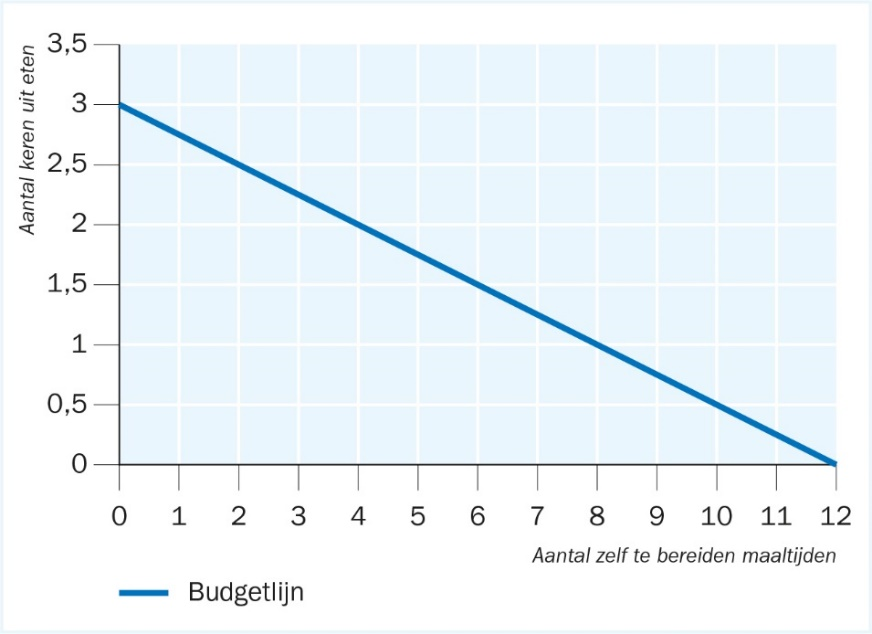 Aantal keren uit eten
3,5
3
2,5
2
1,5
1
0,5
0
0 1 2 3 4 5 6 7 8 9 10 11 12
Aantal zelf te bereiden maaltijden
Budgetlijn